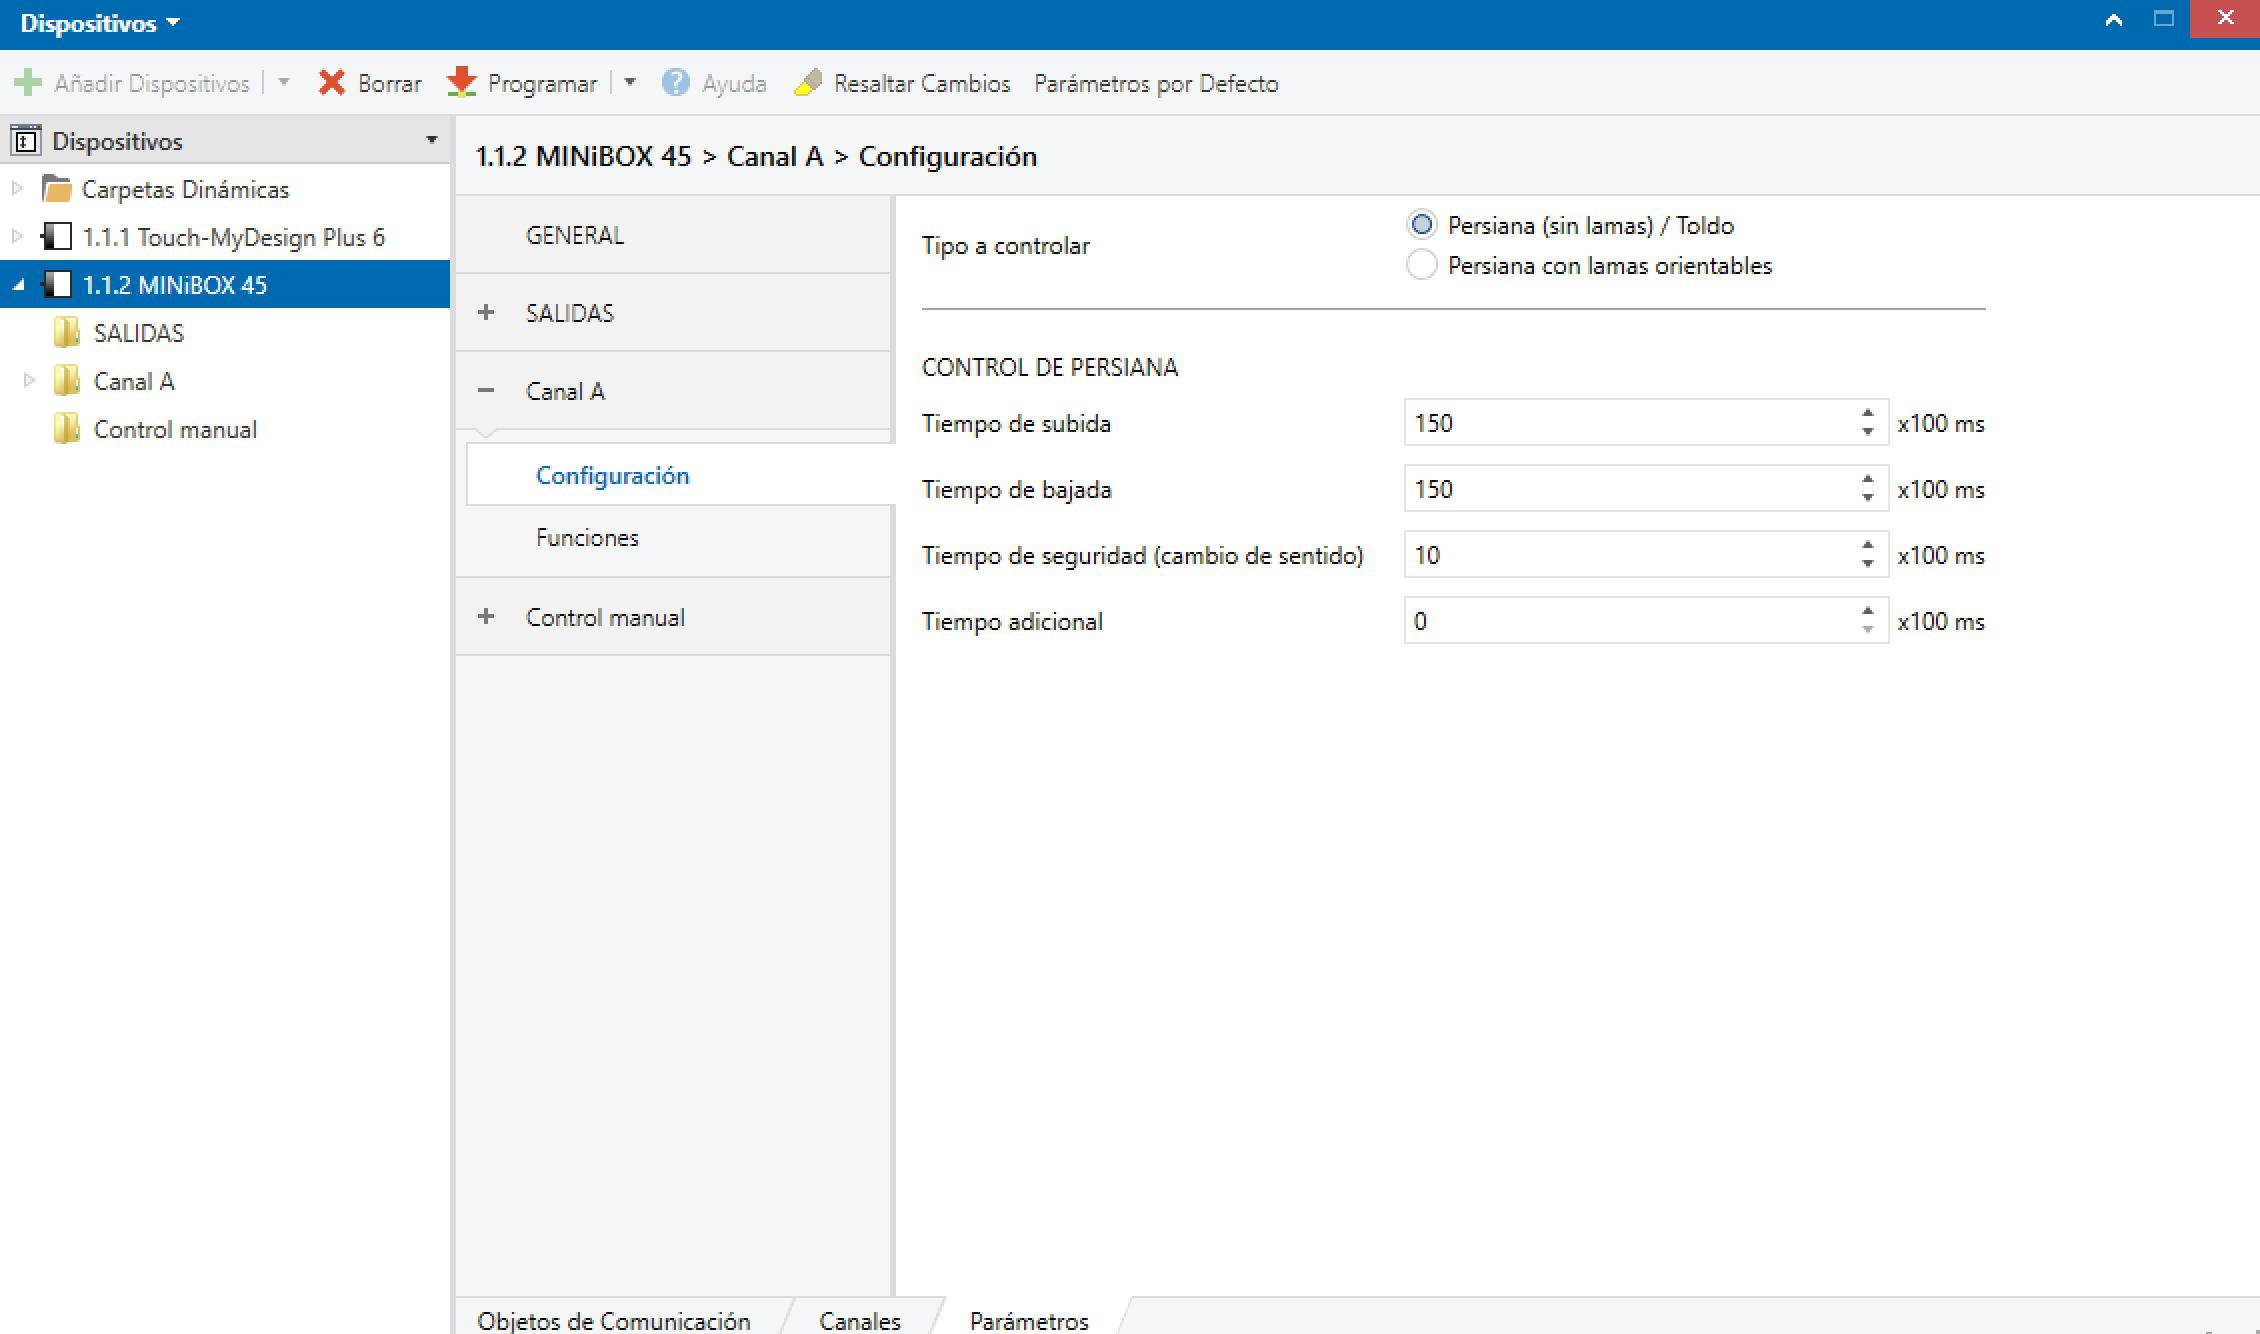 Dispositivos
Añadir Dispositivos
Borrar
Programar
Ayuda
Resaltar Cambios
Parámetros por Defecto
Dispositivos
Carpetas Dinámicas
1.1.1 Touch-MyDesign Plus 6
1.1.2 MINiBOX 45
SALIDAS
Canal A
Control manual
1.1.2 MINiBOX 45 > Canal A > Configuración
GENERAL
+ SALIDAS
− Canal A
Configuración
Funciones
+ Control manual
Tipo a controlar
Persiana (sin lamas) / Toldo
Persiana con lamas orientables
CONTROL DE PERSIANA
Tiempo de subida 150 x100 ms
Tiempo de bajada 150 x100 ms
Tiempo de seguridad (cambio de sentido) 10 x100 ms
Tiempo adicional 0 x100 ms
Objetos de Comunicación
Canales
Parámetros